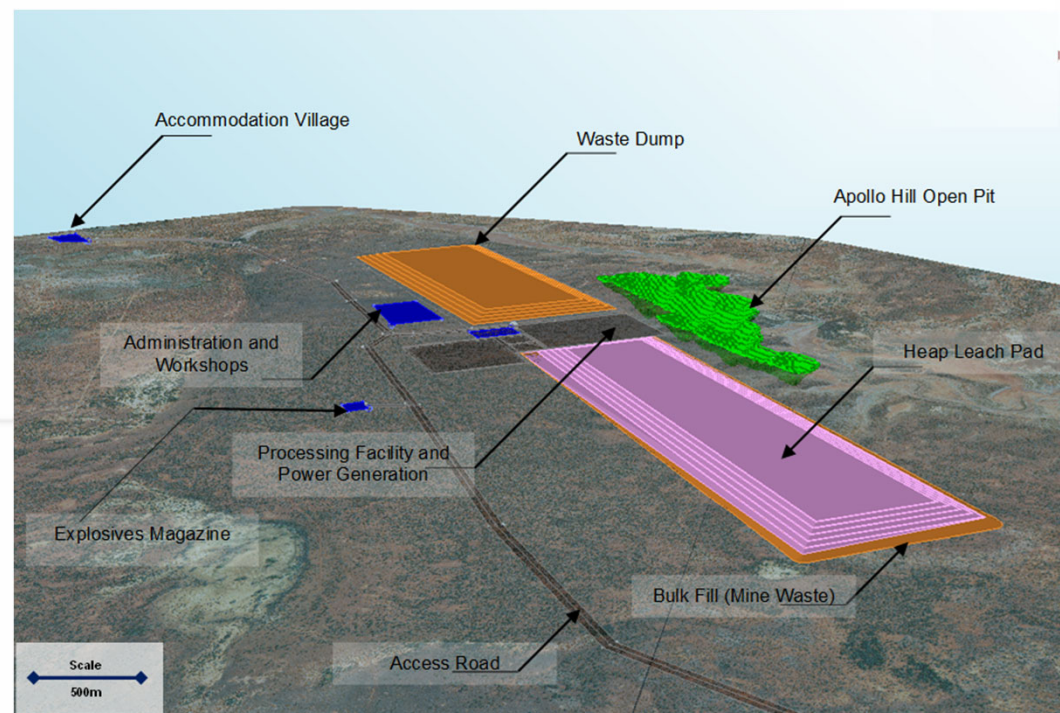 Accommodation Village
Waste Dump
Apollo Hill Open Pit
Administration and
Workshops
Heap Leach Pad
Processing Facility and
Power Generation
Explosives Magazine
Bulk Fill (Mine Waste)
Access Road
Scale
500m